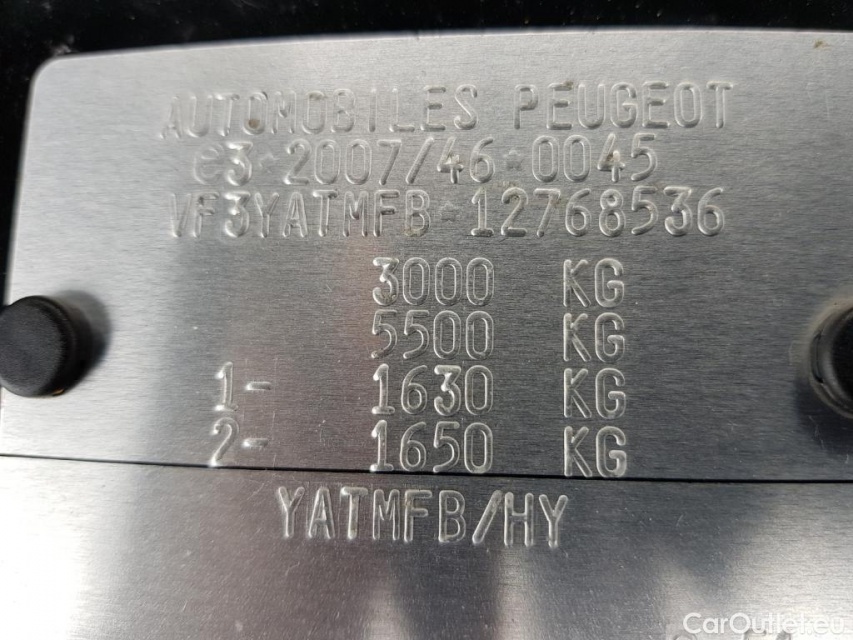 AUTOMOBILES PEUGEOT
e3*2007/46*0045
VF3YATMFB*12768536
3000 KG
5500 KG
1- 1630 KG
2- 1650 KG
YATMFB/HY
CarOutlet.eu